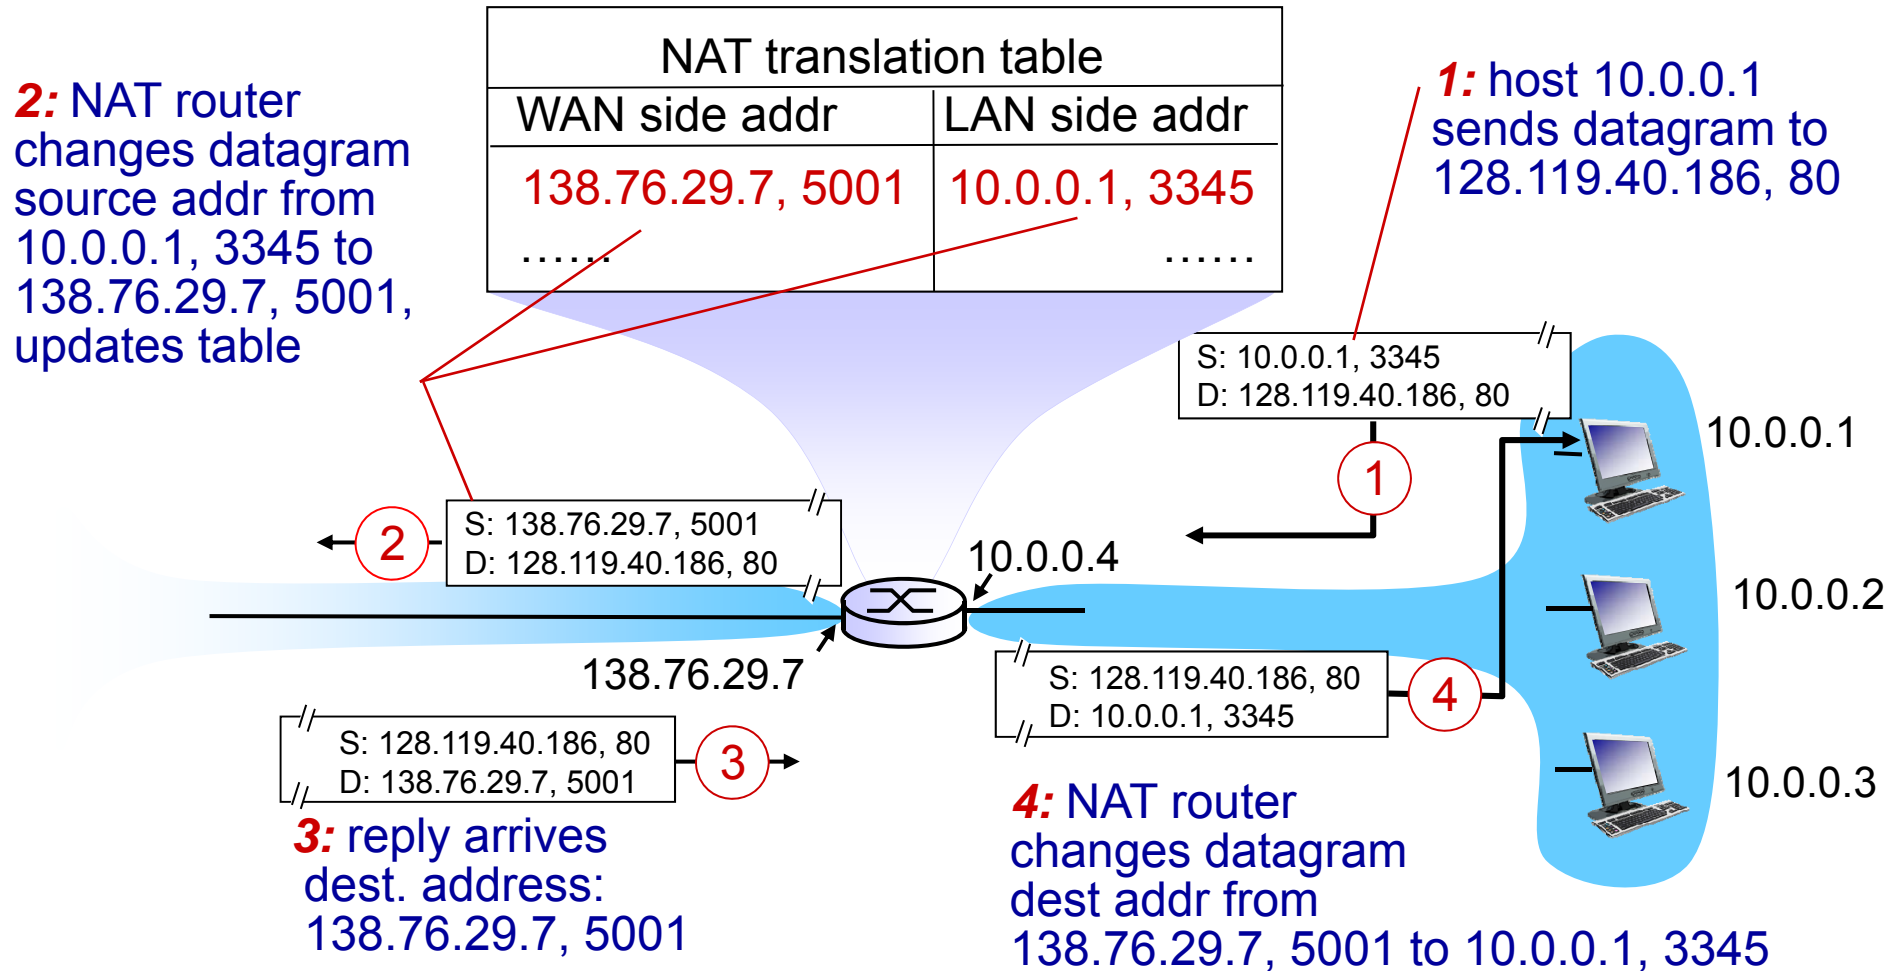 NAT translation table
WAN side addr
LAN side addr
138.76.29.7, 5001
10.0.0.1, 3345
......
......
2: NAT router
changes datagram
source addr from
10.0.0.1, 3345 to
138.76.29.7, 5001,
updates table
1: host 10.0.0.1
sends datagram to
128.119.40.186, 80
S: 10.0.0.1, 3345
D: 128.119.40.186, 80
1
10.0.0.1
S: 138.76.29.7, 5001
D: 128.119.40.186, 80
2
10.0.0.4
10.0.0.2
138.76.29.7
S: 128.119.40.186, 80
D: 10.0.0.1, 3345
4
S: 128.119.40.186, 80
D: 138.76.29.7, 5001
3
10.0.0.3
3: reply arrives
dest. address:
138.76.29.7, 5001
4: NAT router
changes datagram
dest addr from
138.76.29.7, 5001 to 10.0.0.1, 3345